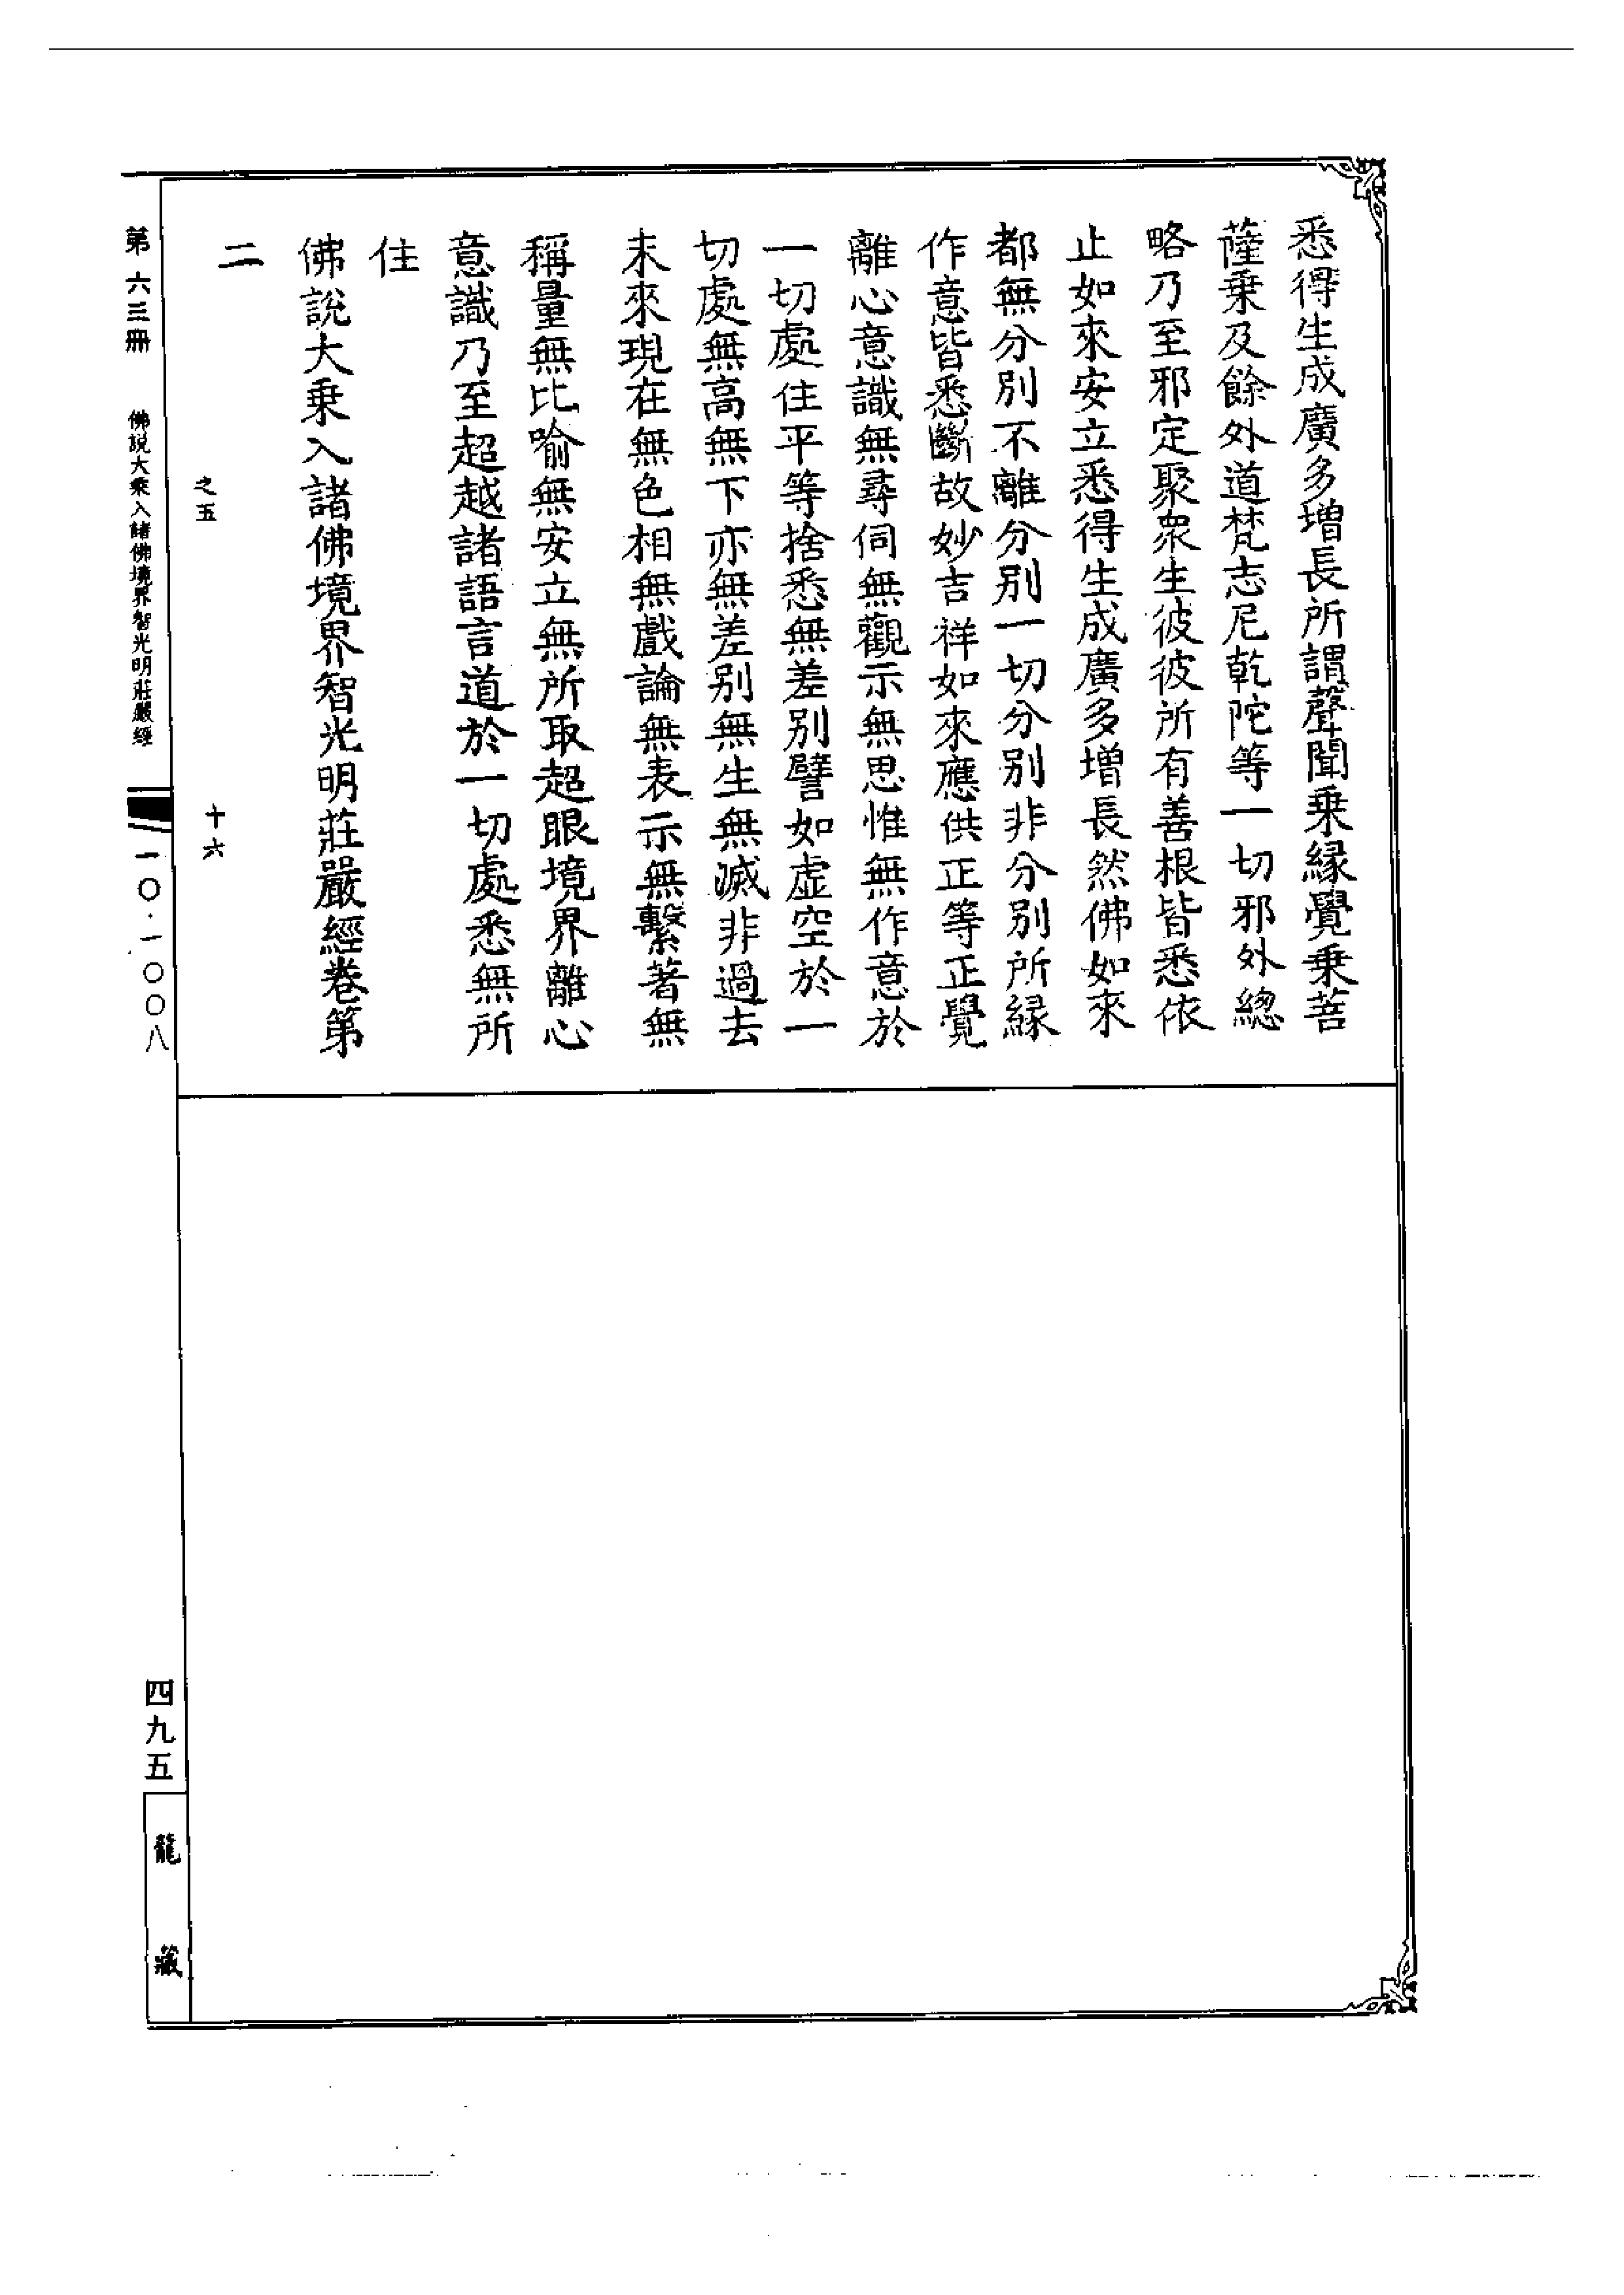 悉得生成廣多增長所謂聲聞乘緣覺乘菩
薩乗及餘外道梵志尼乾陀等一切邪外總
略乃至邪定聚衆生彼彼所有善根皆悉依
止如來安立悉得生成廣多增長然佛如來
都無分別不離分別一切分別非分別所緣
作意皆悉斷故妙吉祥如來應供正等正覺
離心意識無尋伺無觀示無思惟無作意於
一切處住平等捨悉無差別譬如虛空於一
切處無高無下亦無差別無生無滅非過去
未來現在無色相無戲論無表示無繫著無
稱量無比喻無安立無所取超眼境界離心
意識乃至超越諸語言道於一切處悉無所
住
佛說大乗入諸佛境界智光明莊嚴經卷第
二
之五
十六
第六三冊
佛說大乘入諸佛境界智光明莊嚴經
一〇·一〇〇八
四九五
龍藏